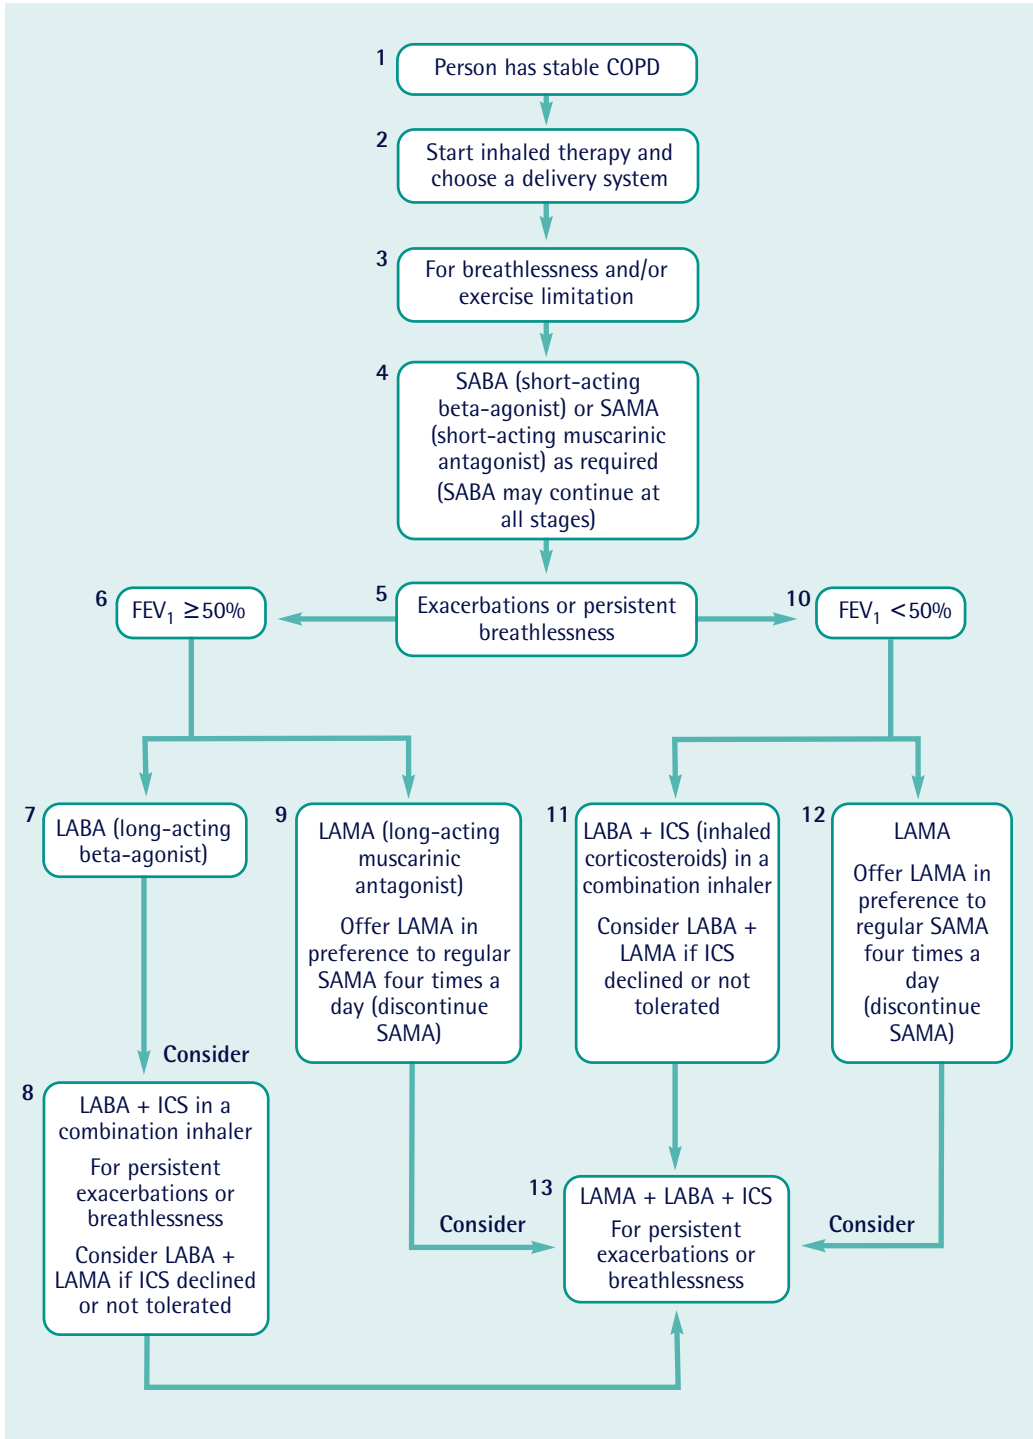 1
Person has stable COPD
2
Start inhaled therapy and
choose a delivery system
3
For breathlessness and/or
exercise limitation
4
SABA (short-acting
beta-agonist) or SAMA
(short-acting muscarinic
antagonist) as required
(SABA may continue at
all stages)
5
Exacerbations or persistent
breathlessness
6
FEV₁ ≥50%
7
LABA (long-acting
beta-agonist)
Consider
8
LABA + ICS in a
combination inhaler
For persistent
exacerbations or
breathlessness
Consider LABA +
LAMA if ICS declined
or not tolerated
9
LAMA (long-acting
muscarinic
antagonist)
Offer LAMA in
preference to regular
SAMA four times a
day (discontinue
SAMA)
Consider
10
FEV₁ <50%
11
LABA + ICS (inhaled
corticosteroids) in a
combination inhaler
Consider LABA +
LAMA if ICS
declined or not
tolerated
12
LAMA
Offer LAMA in
preference to
regular SAMA
four times a
day
(discontinue
SAMA)
Consider
13
LAMA + LABA + ICS
For persistent
exacerbations or
breathlessness